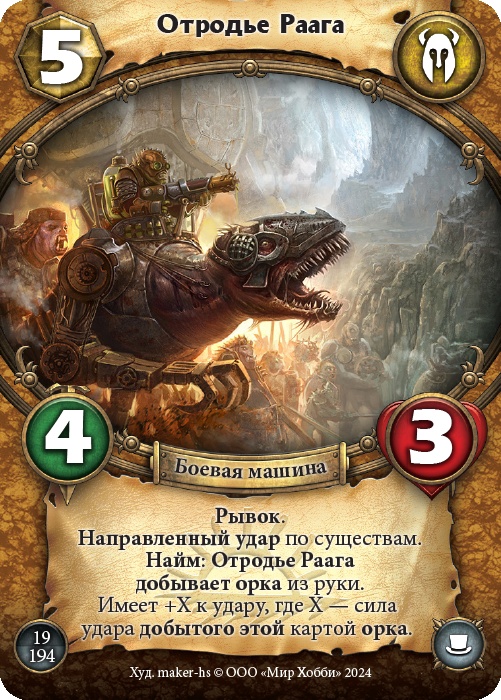 Отродье Раага
5
4
3
Боевая машина
Рывок.
Направленный удар по существам.
Найм: Отродье Раага
добывает орка из руки.
Имеет +X к удару, где X — сила
удара добытого этой картой орка.
19
194
Худ. maker-hs © ООО «Мир Хобби» 2024